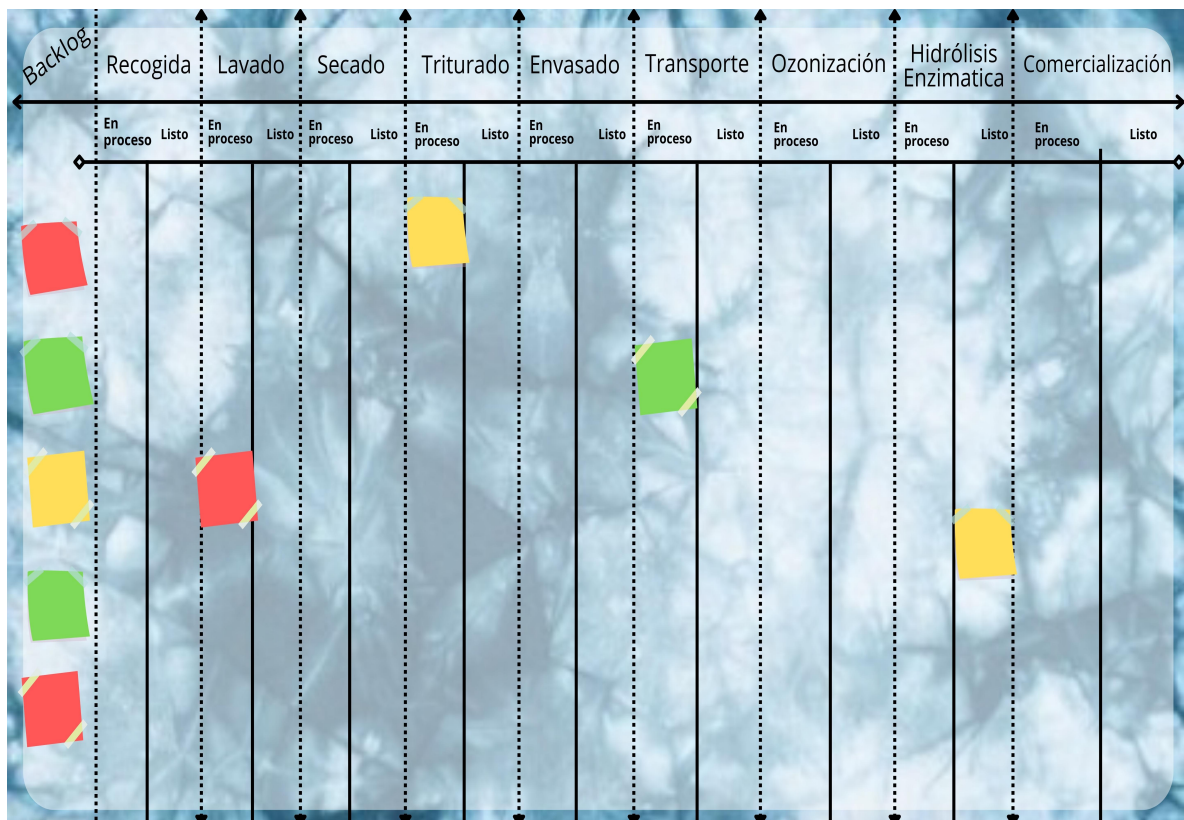 Backlog
Recogida
Lavado
Secado
Triturado
Envasado
Transporte
Ozonización
Hidrólisis
Enzimatica
Comercialización
En
proceso
Listo
En
proceso
Listo
En
proceso
Listo
En
proceso
Listo
En
proceso
Listo
En
proceso
Listo
En
proceso
Listo
En
proceso
Listo
En
proceso
Listo